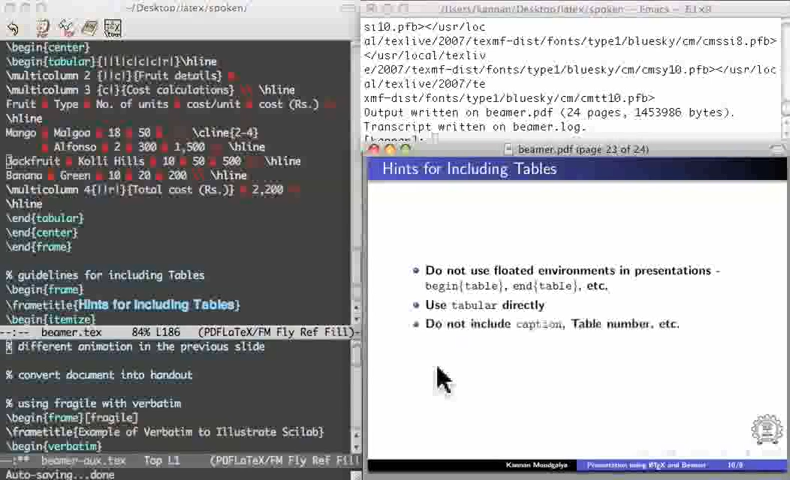 ~/Desktop/latex/spoken/
\begin{center}
\begin{tabular}{||l|c|c|c|r|}\hline
\multicolumn 2 {||c|}{Fruit details}
\multicolumn 3 {c|}{Cost calculations} \\ \hline
Fruit & Type & No. of units & cost/unit & cost (Rs.)
\hline
Mango & Malgoa & 18 & 50 & \cline{2-4}
& Alfonso & 2 & 300 & 1,500 \\ \hline
Jackfruit & Kolli Hills & 10 & 50 & 500 \\ \hline
Banana & Green & 10 & 20 & 200 \\ \hline
\multicolumn 4{||r|}{Total cost (Rs.)} & 2,200
\hline
\end{tabular}
\end{center}
\end{frame}
% guidelines for including Tables
\begin{frame}
\frametitle{Hints for Including Tables}
\begin{itemize}
--:-- beamer.tex 84% L186 (PDFLaTeX/FM Fly Ref Fill)
% different animation in the previous slide
% convert document into handout
% using fragile with verbatim
\begin{frame}[fragile]
\frametitle{Example of Verbatim to Illustrate Scilab}
\begin{verbatim}
--:** beamer-aux.tex Top L1 (PDFLaTeX/FM Fly Ref Fill
Auto-saving...done
/Users/kannan/Desktop/latex/spoken - Emacs
si10.pfb></usr/loc
al/texlive/2007/texmf-dist/fonts/type1/bluesky/cm/cmssi8.pfb>
</usr/local/texliv
e/2007/texmf-dist/fonts/type1/bluesky/cm/cmsy10.pfb></usr/loc
al/texlive/2007/te
xmf-dist/fonts/type1/bluesky/cm/cmtt10.pfb>
Output written on beamer.pdf (24 pages, 1453986 bytes).
Transcript written on beamer.log.
beamer.pdf (page 23 of 24)
Hints for Including Tables
Do not use floated environments in presentations -
begin{table}, end{table}, etc.
Use tabular directly
Do not include caption, Table number, etc.
Kannan Moudgalya Presentation using LATEX and Beamer